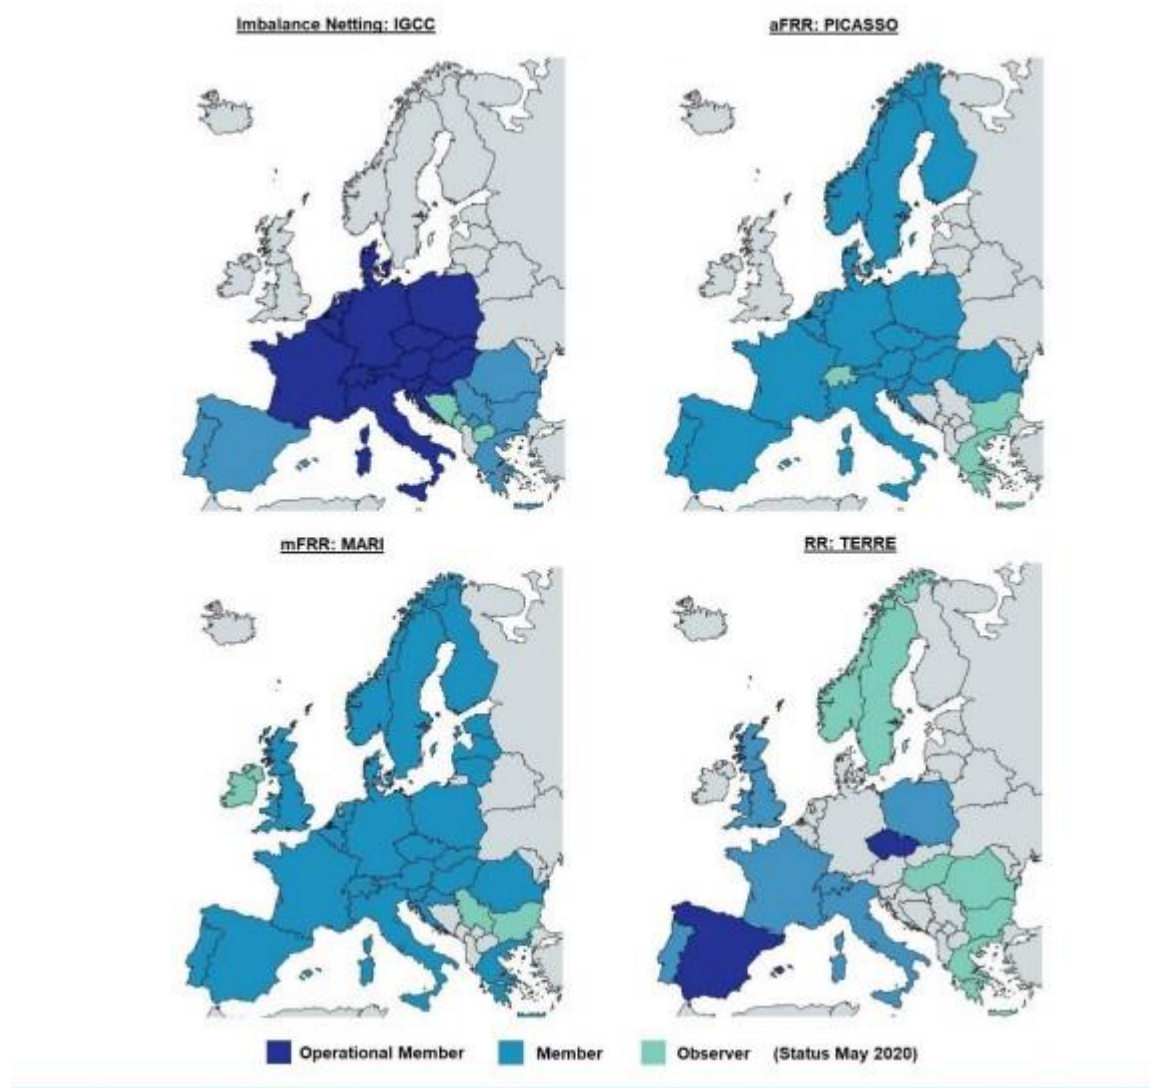 Imbalance Netting: IGCC
aFRR: PICASSO
mFRR: MARI
RR: TERRE
Operational Member
Member
Observer
(Status May 2020)